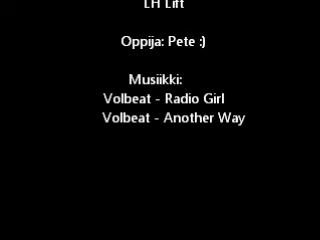 LH Lift
Oppija: Pete :)
Musiikki:
Volbeat - Radio Girl
Volbeat - Another Way